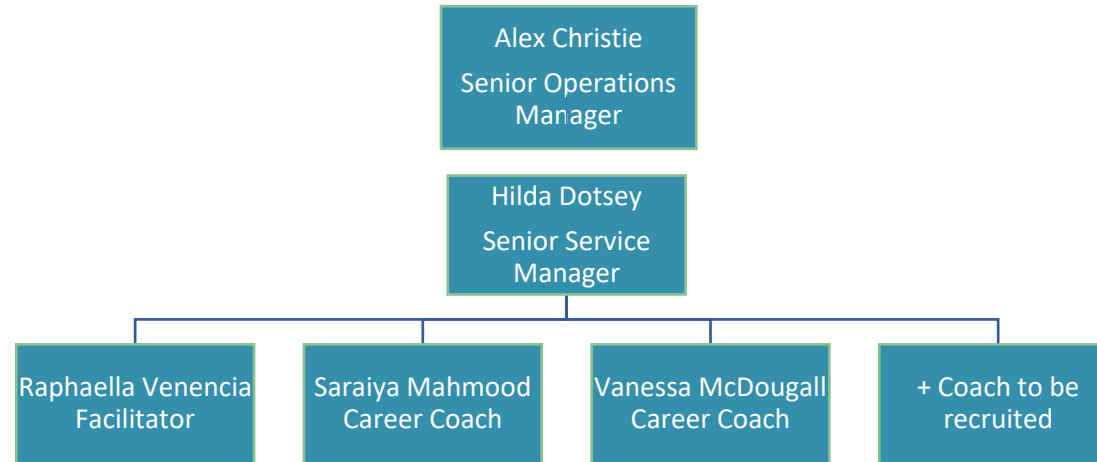 Alex Christie
Senior Operations
Manager
Hilda Dotsey
Senior Service
Manager
Raphaella Venencia
Facilitator
Saraiya Mahmood
Career Coach
Vanessa McDougall
Career Coach
+ Coach to be
recruited